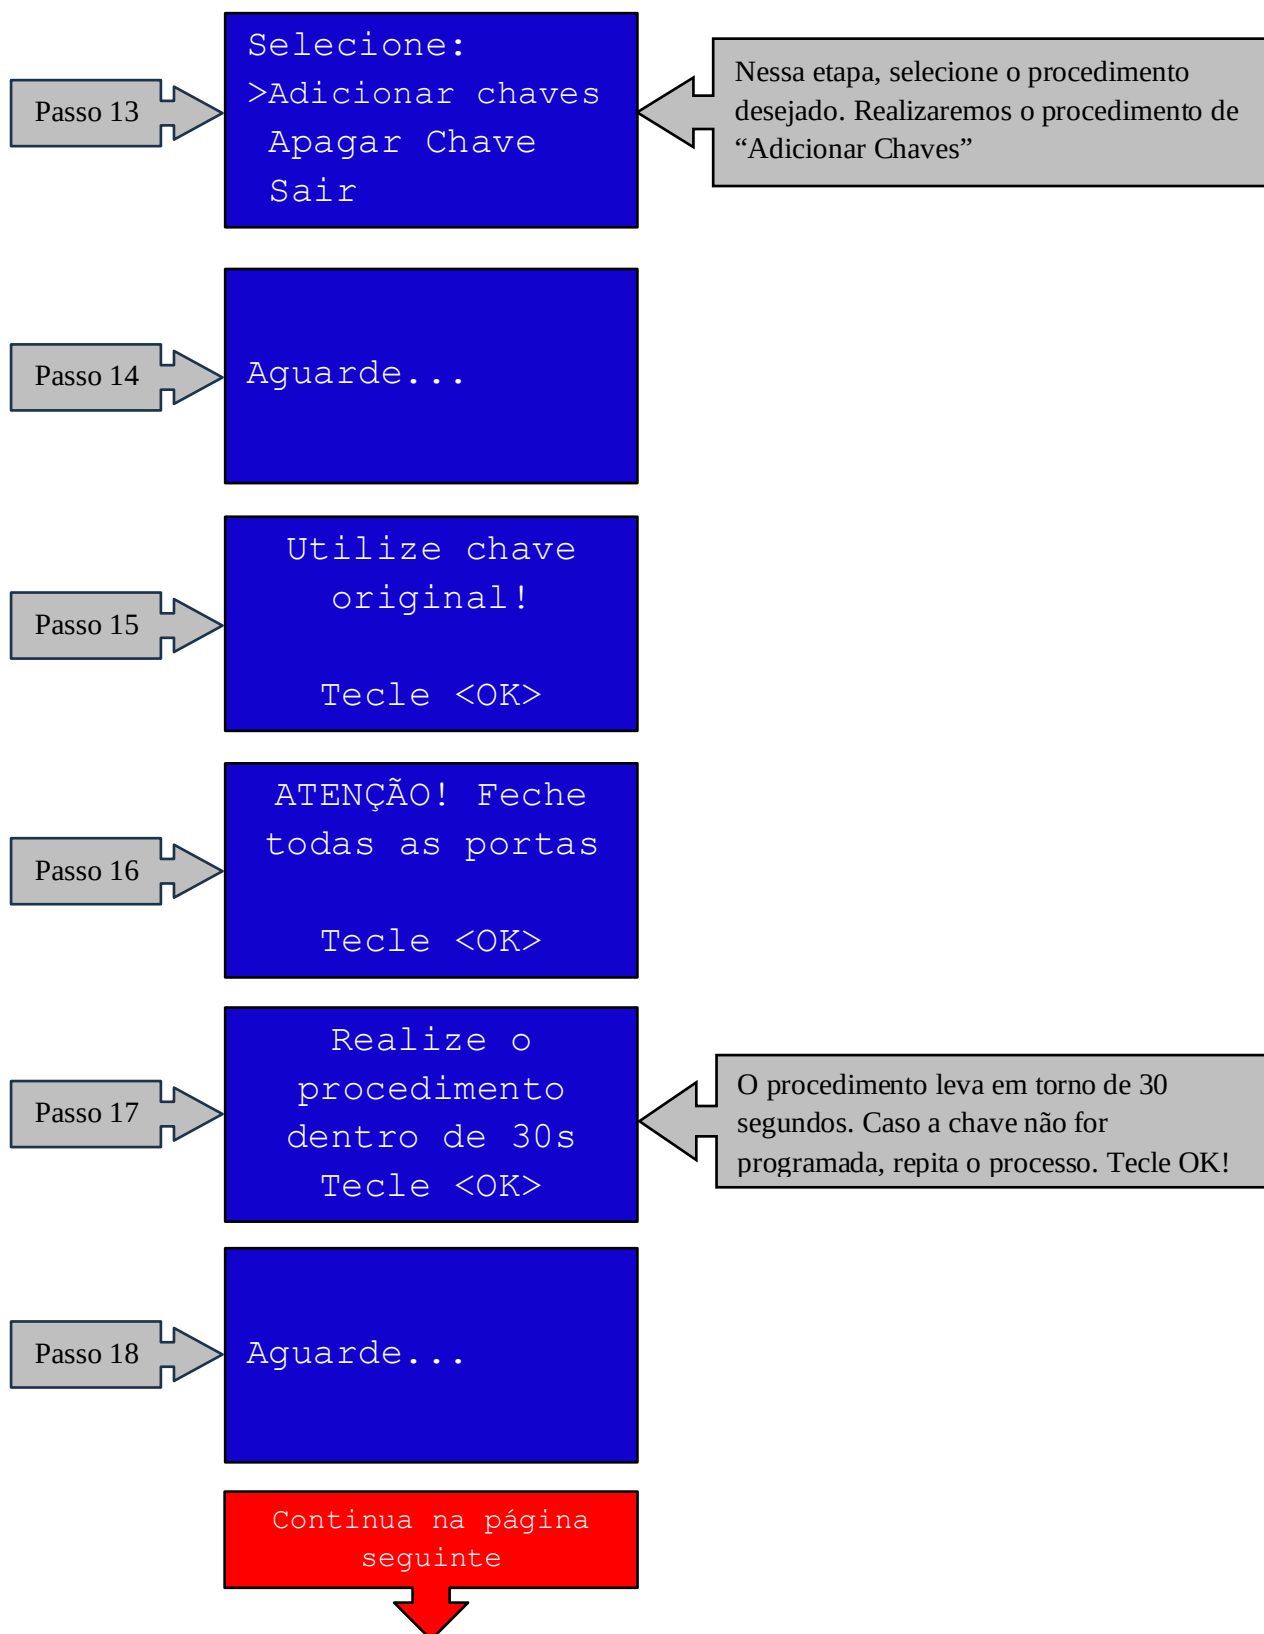 Passo 13
Selecione:
>Adicionar chaves
Apagar Chave
Sair
Nessa etapa, selecione o procedimento
desejado. Realizaremos o procedimento de
“Adicionar Chaves”
Passo 14
Aguarde...
Passo 15
Utilize chave
original!
Tecle <OK>
Passo 16
ATENÇÃO! Feche
todas as portas
Tecle <OK>
Passo 17
Realize o
procedimento
dentro de 30s
Tecle <OK>
O procedimento leva em torno de 30
segundos. Caso a chave não for
programada, repita o processo. Tecle OK!
Passo 18
Aguarde...
Continua na página
seguinte